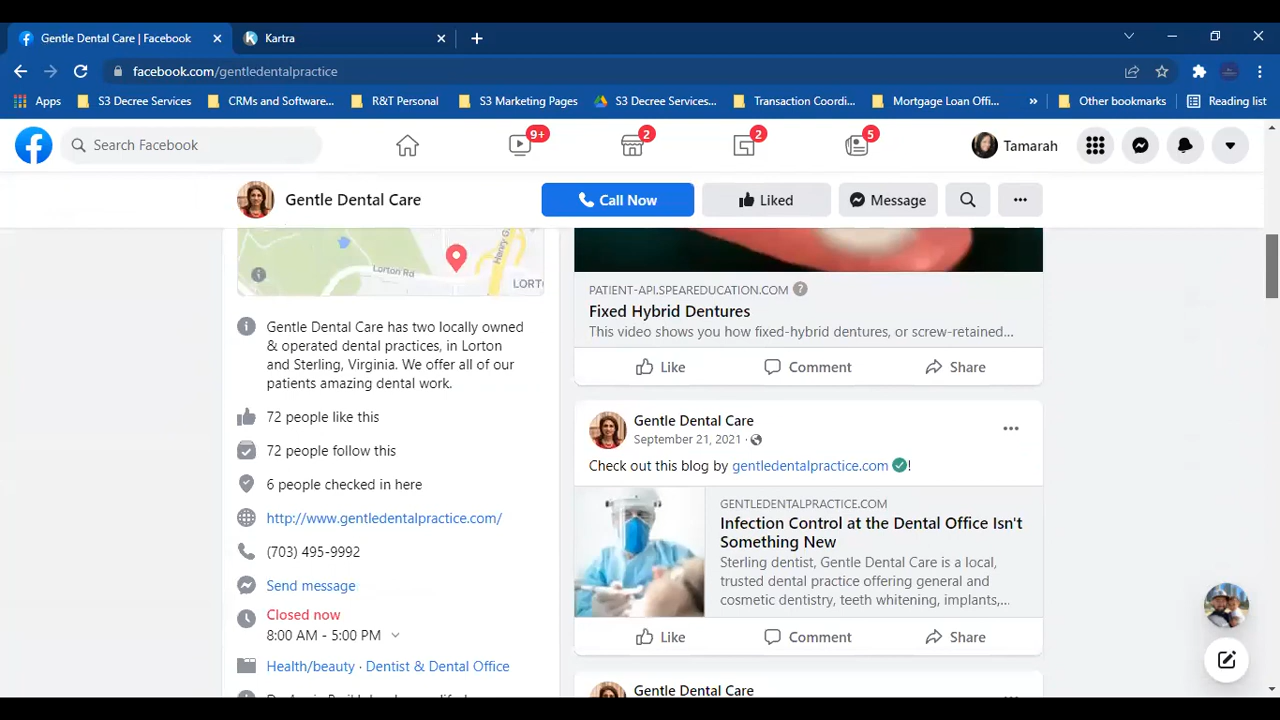 Gentle Dental Care | Facebook
Kartra
facebook.com/gentledentalpractice
Apps
S3 Decree Services
CRMs and Software...
R&T Personal
S3 Marketing Pages
S3 Decree Services...
Transaction Coordi...
Mortgage Loan Offi...
»
Other bookmarks
Reading list
Search Facebook
9+
2
2
5
Tamarah
Gentle Dental Care
Call Now
Liked
Message
Lorton Rd
Henry G
LORT
Gentle Dental Care has two locally owned
& operated dental practices, in Lorton
and Sterling, Virginia. We offer all of our
patients amazing dental work.
72 people like this
72 people follow this
6 people checked in here
http://www.gentledentalpractice.com/
(703) 495-9992
Send message
Closed now
8:00 AM - 5:00 PM
Health/beauty · Dentist & Dental Office
PATIENT-API.SPEAREDUCATION.COM
Fixed Hybrid Dentures
This video shows you how fixed-hybrid dentures, or screw-retained...
Like
Comment
Share
Gentle Dental Care
September 21, 2021 ·
Check out this blog by gentledentalpractice.com !
GENTLEDENTALPRACTICE.COM
Infection Control at the Dental Office Isn't
Something New
Sterling dentist, Gentle Dental Care is a local,
trusted dental practice offering general and
cosmetic dentistry, teeth whitening, implants,...
Like
Comment
Share
Gentle Dental Care